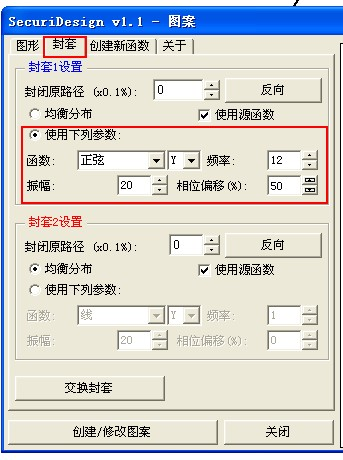 SecuriDesign v1.1 - 图案
图形 封套 创建新函数 关于
封套1设置
封闭原路径 (x0.1%): 0 反向
均衡分布 使用源函数
使用下列参数:
函数: 正弦 Y 频率: 12
振幅: 20 相位偏移(%): 50
封套2设置
封闭原路径 (x0.1%): 0 反向
均衡分布 使用源函数
使用下列参数:
函数: 线 Y 频率: 1
振幅: 20 相位偏移(%): 0
交换封套
创建/修改图案 关闭